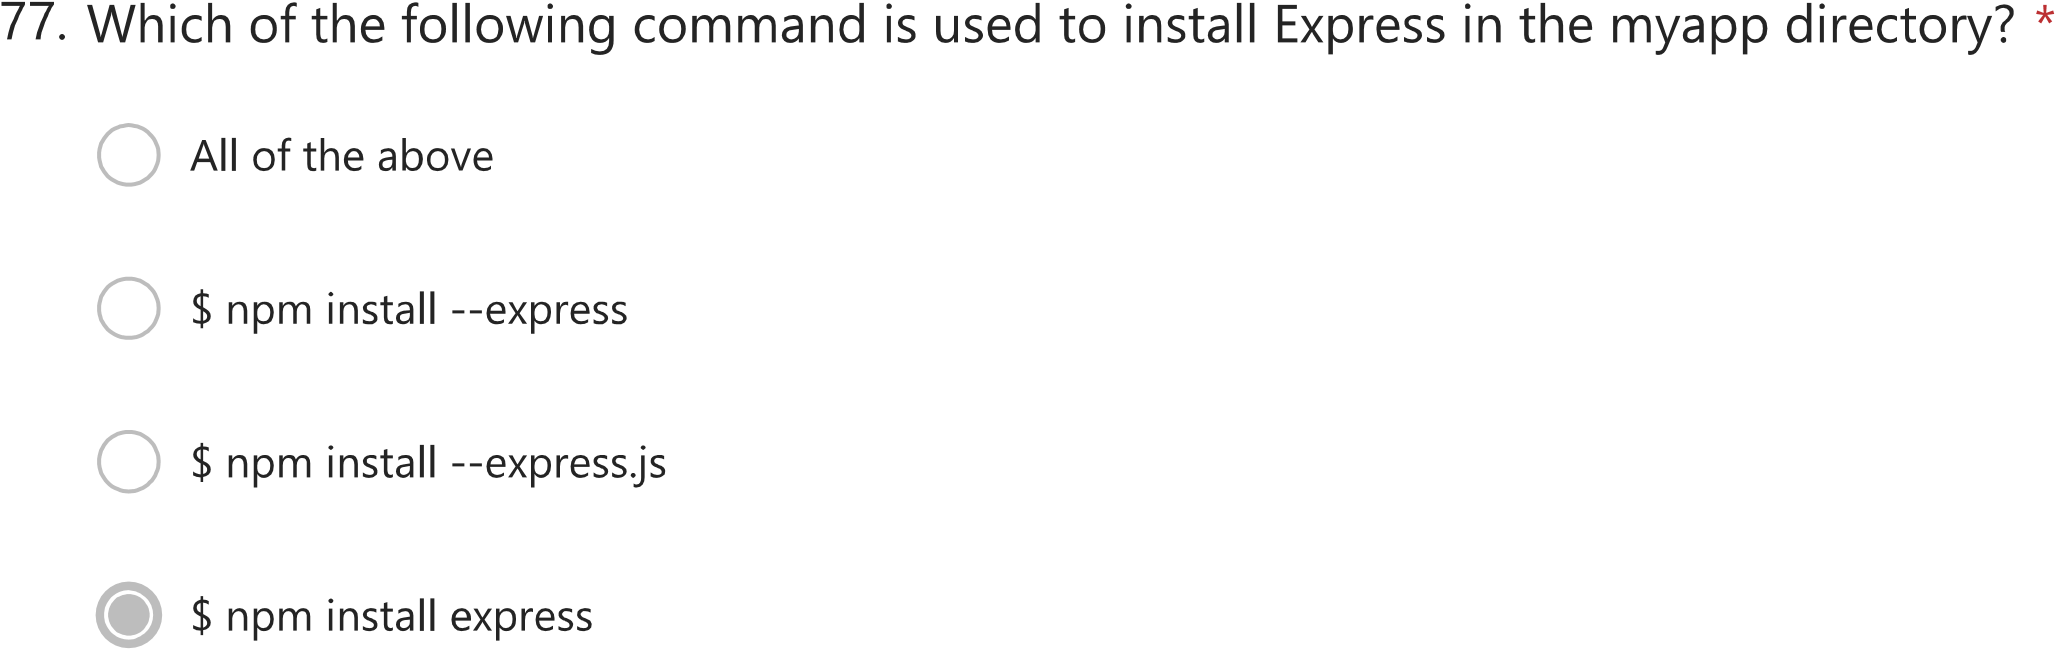 77. Which of the following command is used to install Express in the myapp directory? *
All of the above
$ npm install --express
$ npm install --express.js
$ npm install express